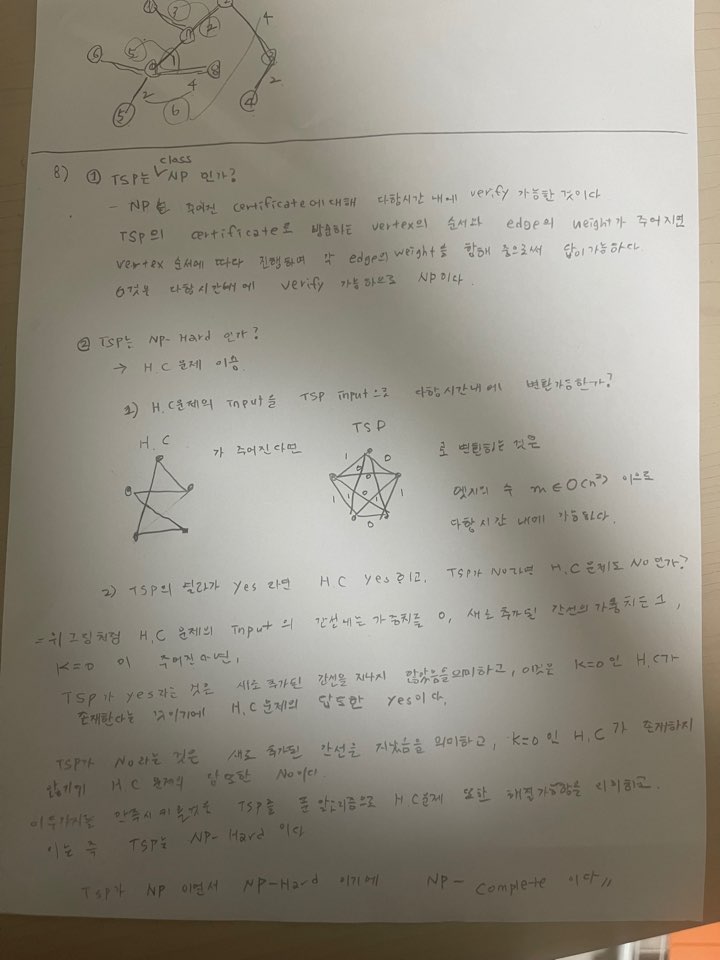 8) ① TSP는 class NP 인가?
- NP는 주어진 certificate에 대해 다항시간 내에 verify 가능한 것이다
TSP의 certificate로 방문하는 vertex의 순서와 edge의 weight가 주어지면
vertex 순서에 따라 진행하며 각 edge의 weight를 합해 줌으로써 답이 가능하다.
이것은 다항시간내에 verify 가능하므로 NP이다.
② TSP는 NP-Hard 인가?
→ H.C 문제 이용.
1) H.C문제의 Input을 TSP Input으로 다항시간내에 변환가능한가?
H.C
가 주어진다면
TSP
로 변환하는 것은
엣지의 수 m∈O(n²) 이므로
다항시간 내에 가능하다.
2) TSP의 결과가 Yes 라면 H.C Yes 이고, TSP가 No라면 H.C문제도 No 인가?
위 그림처럼 H.C 문제의 Input의 간선에는 가중치를 0, 새로 추가된 간선의 가중치는 1,
K=0 이 주어진다면,
TSP가 yes라는 것은 새로 추가된 간선을 지나지 않았음을 의미하고, 이것은 K=0인 H.C가
존재한다는 것이기에 H.C문제의 답 또한 Yes이다.
TSP가 No라는 것은 새로 추가된 간선을 지났음을 의미하고, K=0인 H.C가 존재하지
않기에 H.C 문제의 답 또한 No이다.
이 두가지를 만족시켜 TSP를 푼 알고리즘으로 H.C문제 또한 해결가능함을 의미하고.
이는 즉 TSP는 NP-Hard 이다
TSP가 NP 이면서 NP-Hard 이기에 NP-Complete 이다